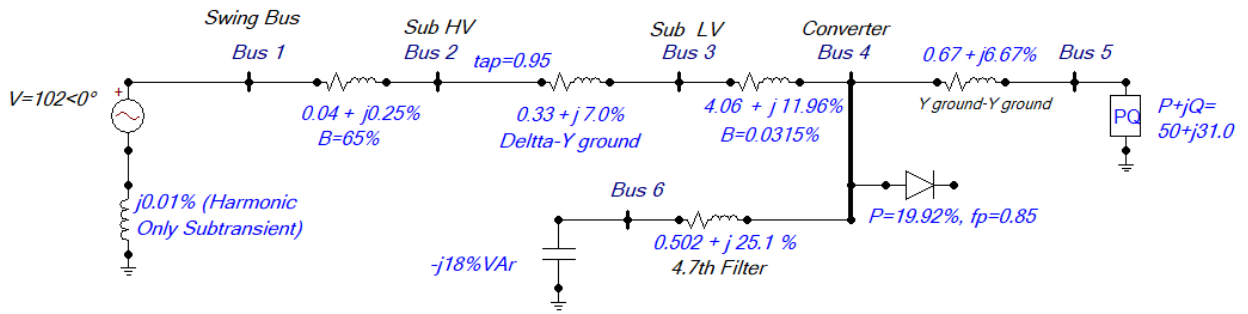 Swing Bus
Bus 1
Sub HV
Bus 2
tap=0.95
Sub LV
Bus 3
Converter
Bus 4
0.67 + j6.67%
Bus 5
V=102<0°
+
0.04 + j0.25%
B=65%
0.33 + j 7.0%
Deltta-Y ground
4.06 + j 11.96%
B=0.0315%
Y ground-Y ground
PQ
P+jQ=
50+j31.0
j0.01% (Harmonic
Only Subtransient)
Bus 6
P=19.92%, fp=0.85
-j18%VAr
0.502 + j 25.1 %
4.7th Filter